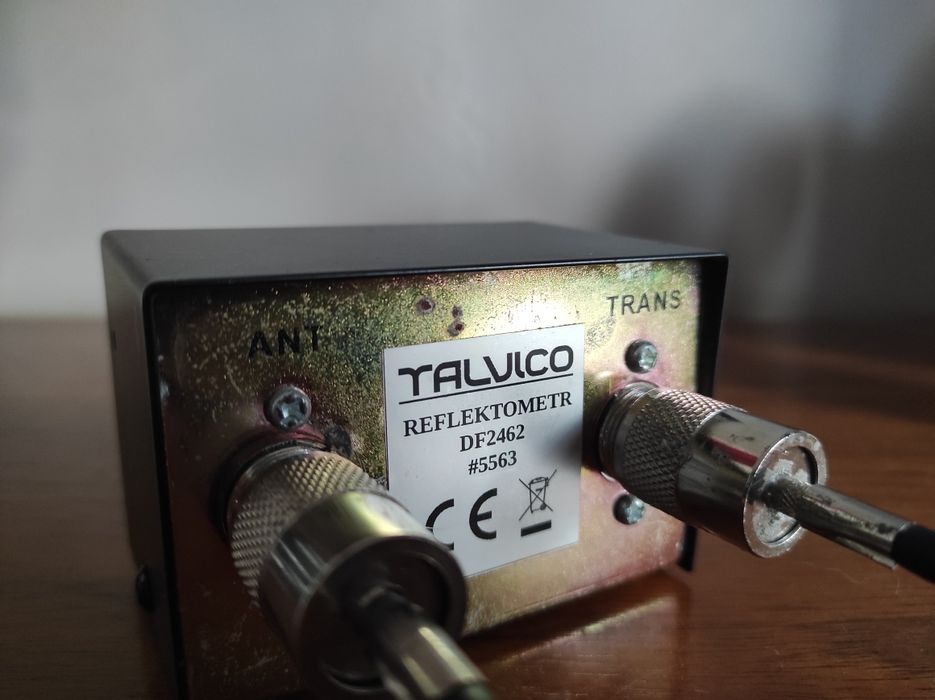 ANT
TRANS
TALVICO
REFLEKTOMETR
DF2462
#5563
CE